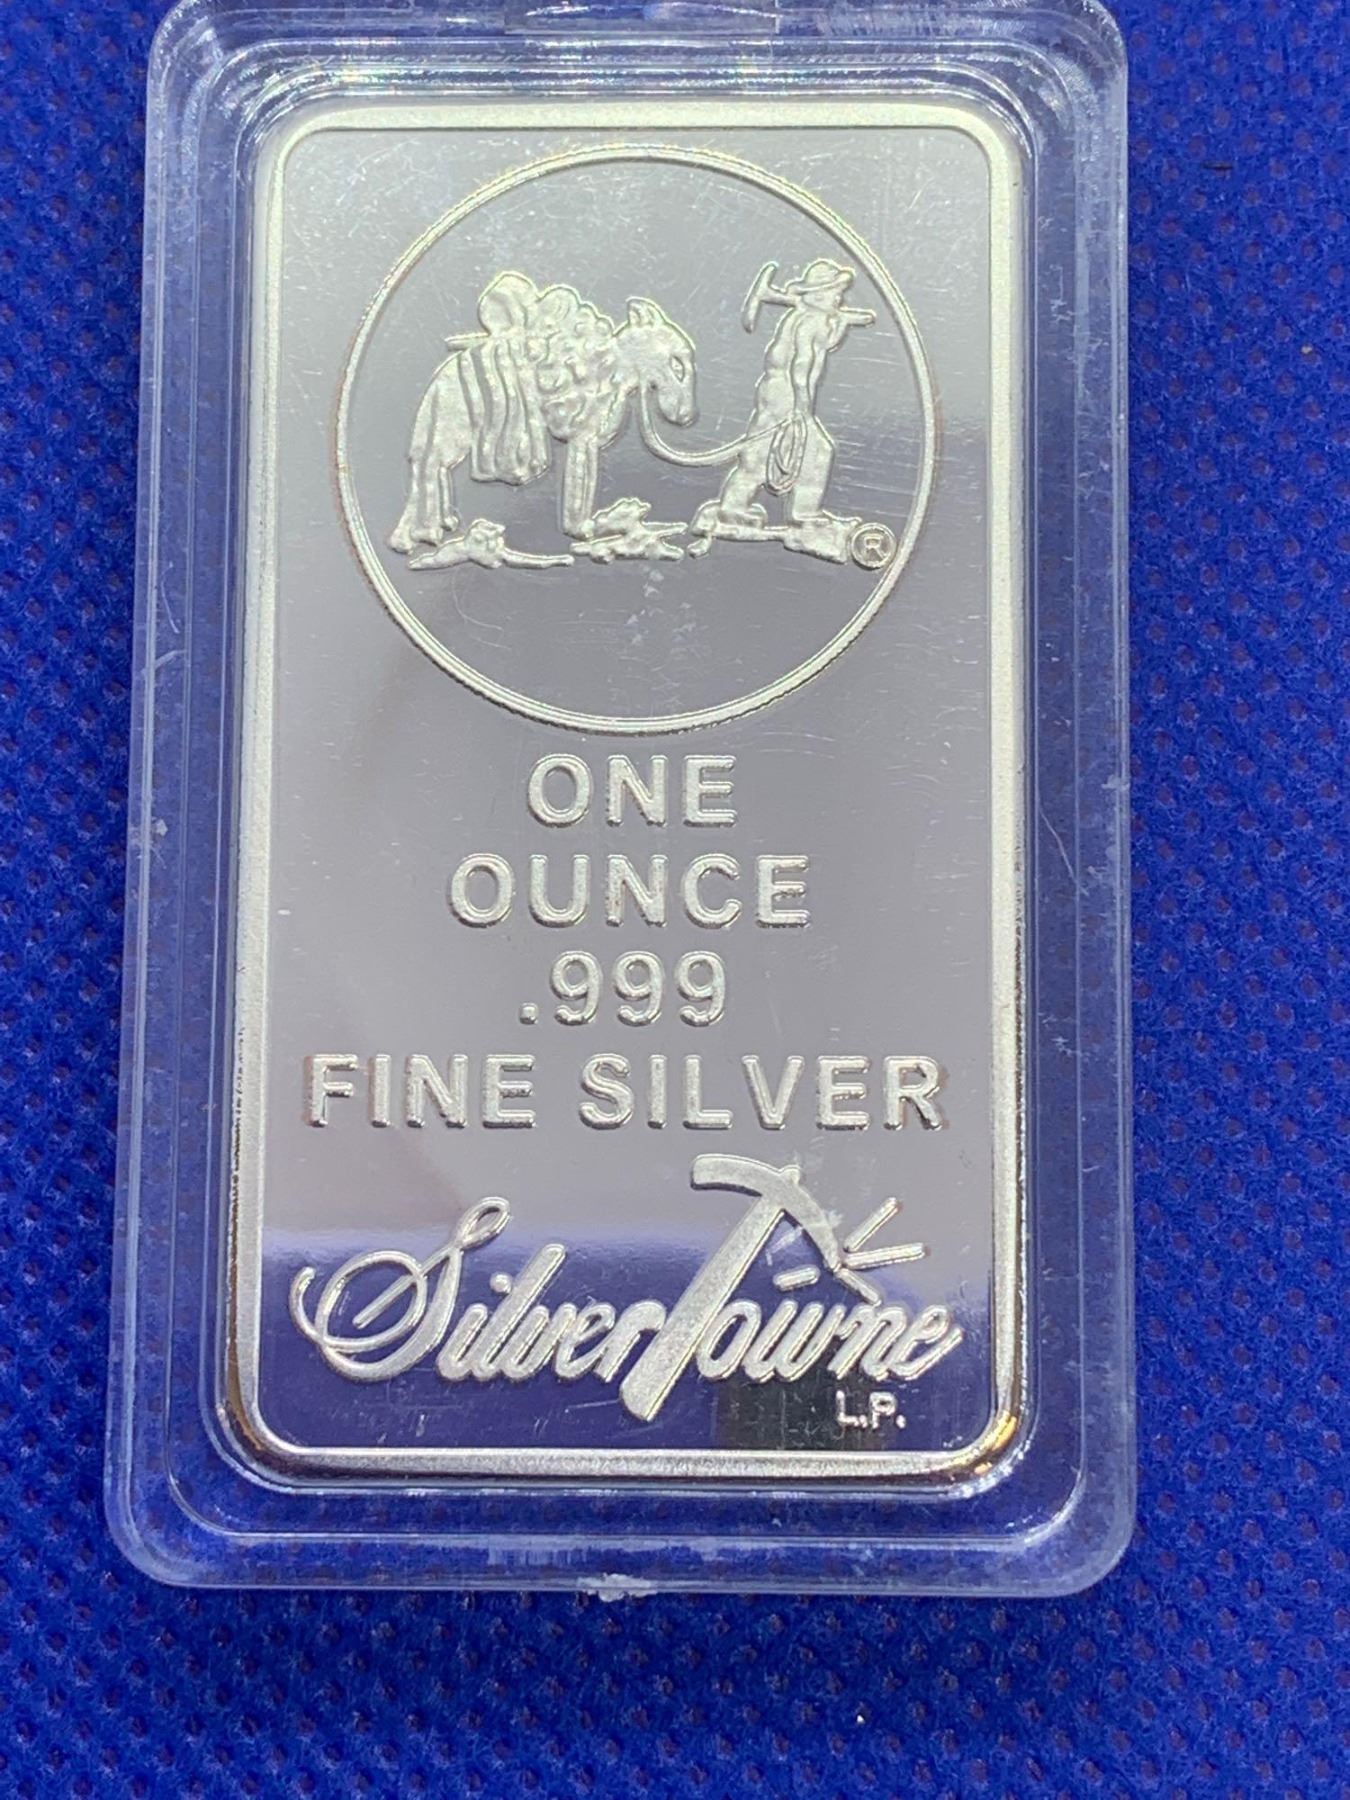 ®
ONE
OUNCE
.999
FINE SILVER
SilverTowne
L.P.